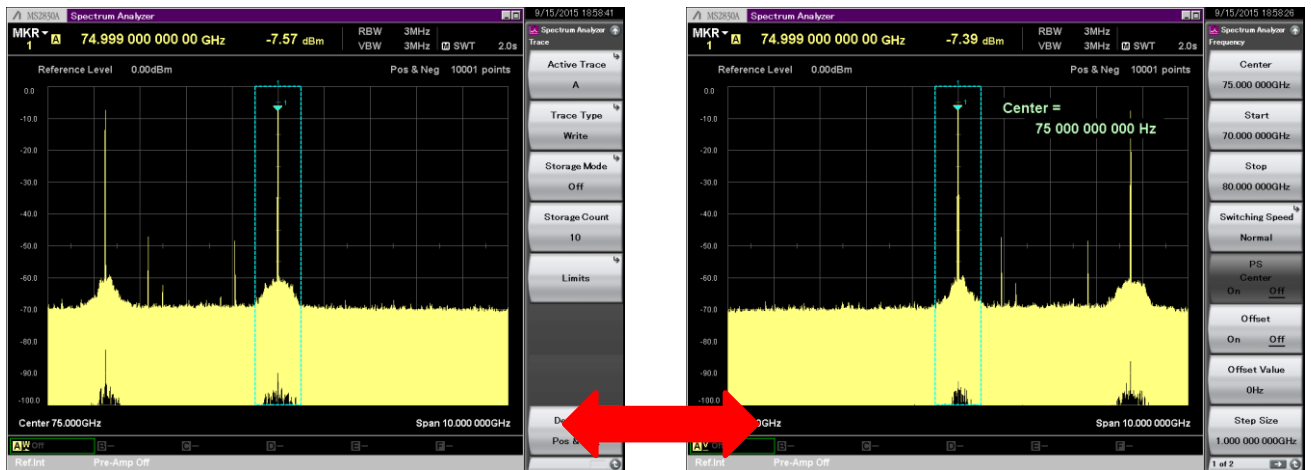 MS2830A Spectrum Analyzer 9/15/2015 18:58:41
MKR 1 A 74.999 000 000 00 GHz -7.57 dBm RBW 3MHz VBW 3MHz SWT 2.0s
Spectrum Analyzer
Trace
Reference Level 0.00dBm Pos & Neg 10001 points
Active Trace
A
Trace Type
Write
Storage Mode
Off
Storage Count
10
Limits
1
1
0.0
-10.0
-20.0
-30.0
-40.0
-50.0
-60.0
-70.0
-80.0
-90.0
-100.0
Center 75.000GHz Span 10.000 000GHz
Pos &
A W Off B-- C-- D-- E-- F--
Ref.Int Pre-Amp Off
MS2830A Spectrum Analyzer 9/15/2015 18:58:26
MKR 1 A 74.999 000 000 00 GHz -7.39 dBm RBW 3MHz VBW 3MHz SWT 2.0s
Spectrum Analyzer
Frequency
Reference Level 0.00dBm Pos & Neg 10001 points
Center =
75 000 000 000 Hz
1
1
0.0
-10.0
-20.0
-30.0
-40.0
-50.0
-60.0
-70.0
-80.0
-90.0
-100.0
0GHz Span 10.000 000GHz
A Off B-- C-- D-- E-- F--
Ref.Int Pre-Amp Off
Center
75.000 000GHz
Start
70.000 000GHz
Stop
80.000 000GHz
Switching Speed
Normal
PS
Center
On Off
Offset
On Off
Offset Value
0Hz
Step Size
1.000 000 000GHz
1 of 2